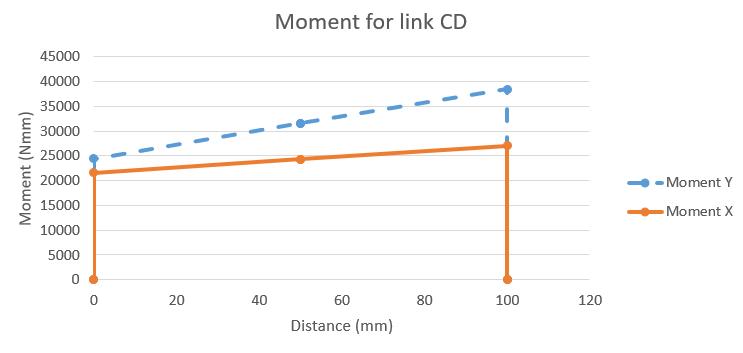 Moment for link CD
45000
40000
35000
30000
25000
20000
15000
10000
5000
0
Moment (Nmm)
0 20 40 60 80 100 120
Distance (mm)
Moment Y
Moment X